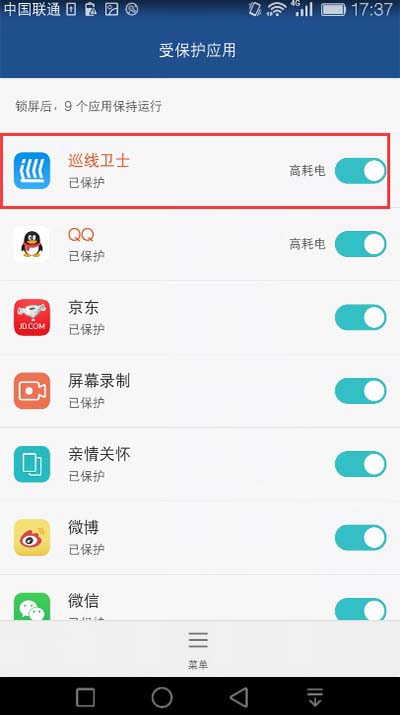 中国联通 4G 17:37
受保护应用
锁屏后，9 个应用保持运行
巡线卫士
已保护
高耗电
QQ
已保护
高耗电
JD.COM
京东
已保护
屏幕录制
已保护
亲情关怀
已保护
微博
已保护
微信
已保护
菜单